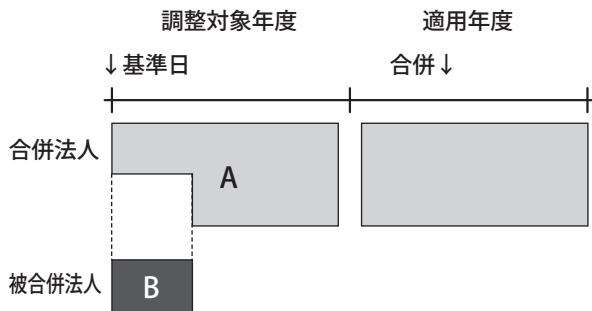 調整対象年度 適用年度
↓基準日 合併↓
合併法人
A
被合併法人
B